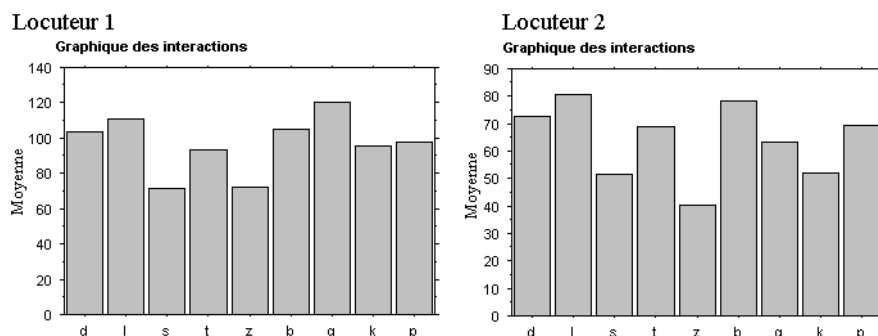 Locuteur 1
Graphique des interactions
140
120
100
80
60
40
20
0
Moyenne
d l s t z b g k p
Locuteur 2
Graphique des interactions
90
80
70
60
50
40
30
20
10
0
Moyenne
d l s t z b g k p